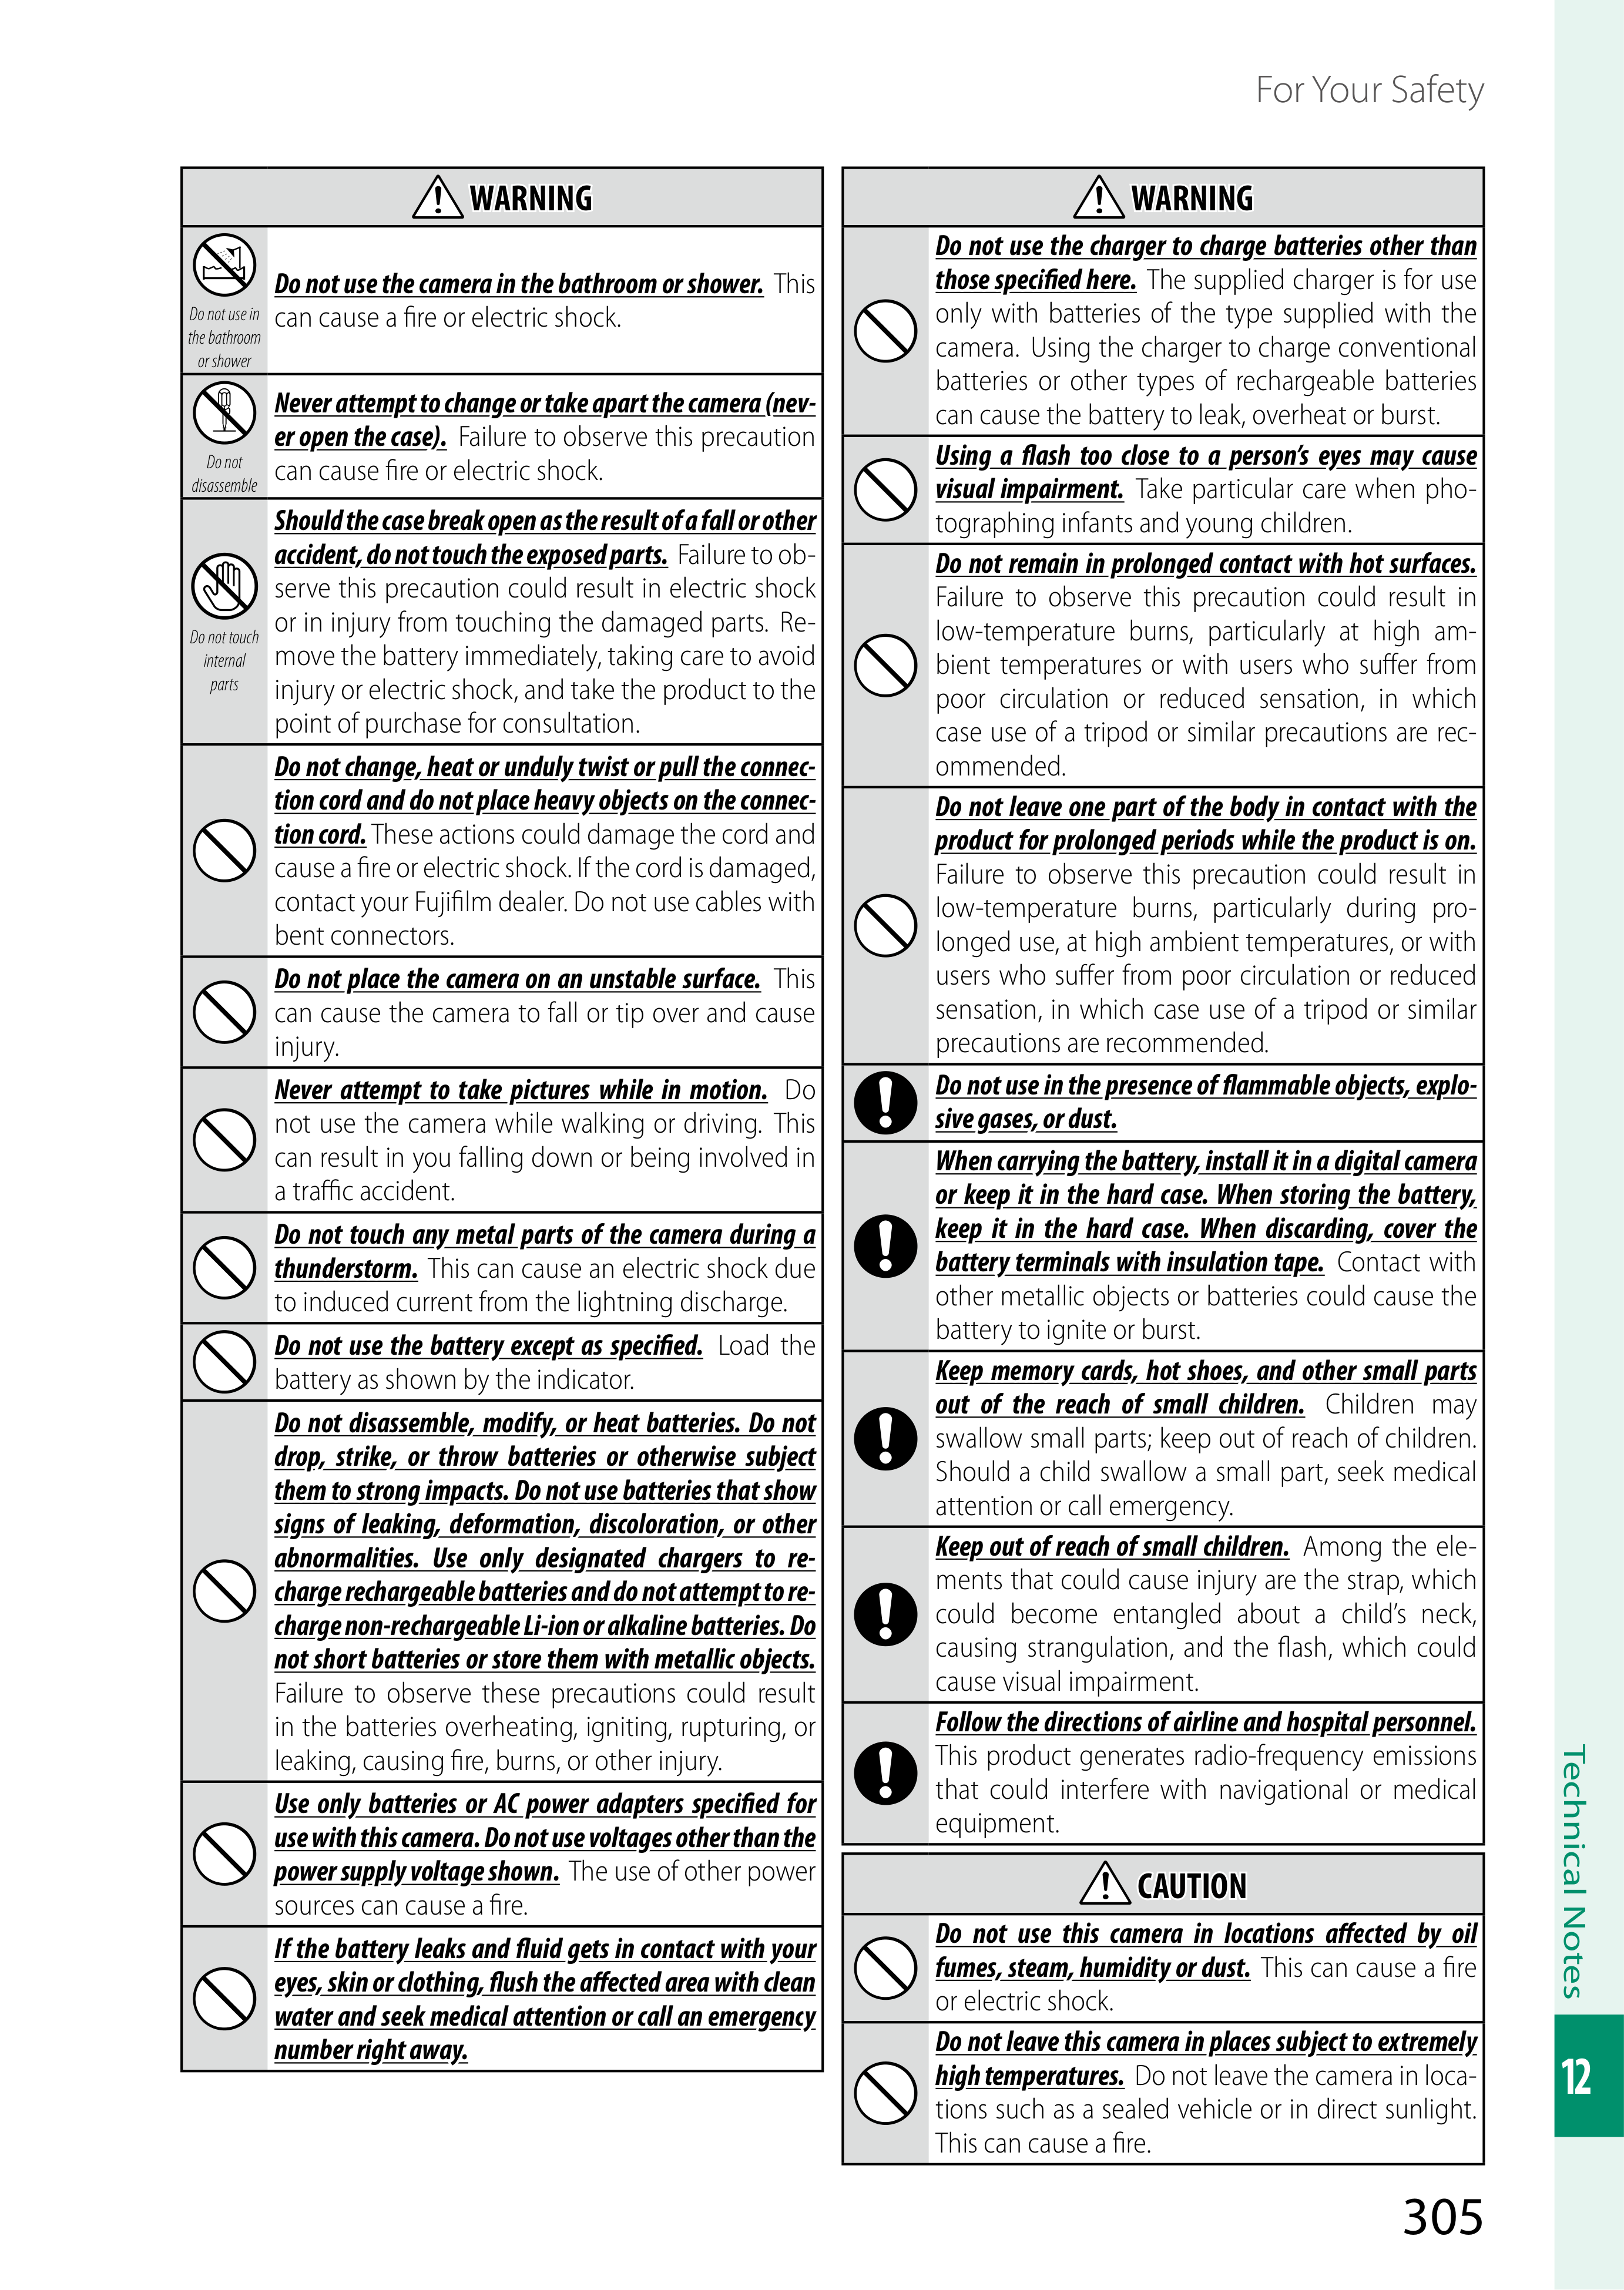 For Your Safety
WARNING
Do not use in
the bathroom
or shower
Do not use the camera in the bathroom or shower. This
can cause a fire or electric shock.
Do not
disassemble
Never attempt to change or take apart the camera (nev-
er open the case). Failure to observe this precaution
can cause fire or electric shock.
Do not touch
internal
parts
Should the case break open as the result of a fall or other
accident, do not touch the exposed parts. Failure to ob-
serve this precaution could result in electric shock
or in injury from touching the damaged parts. Re-
move the battery immediately, taking care to avoid
injury or electric shock, and take the product to the
point of purchase for consultation.
Do not change, heat or unduly twist or pull the connec-
tion cord and do not place heavy objects on the connec-
tion cord. These actions could damage the cord and
cause a fire or electric shock. If the cord is damaged,
contact your Fujifilm dealer. Do not use cables with
bent connectors.
Do not place the camera on an unstable surface. This
can cause the camera to fall or tip over and cause
injury.
Never attempt to take pictures while in motion. Do
not use the camera while walking or driving. This
can result in you falling down or being involved in
a traffic accident.
Do not touch any metal parts of the camera during a
thunderstorm. This can cause an electric shock due
to induced current from the lightning discharge.
Do not use the battery except as specified. Load the
battery as shown by the indicator.
Do not disassemble, modify, or heat batteries. Do not
drop, strike, or throw batteries or otherwise subject
them to strong impacts. Do not use batteries that show
signs of leaking, deformation, discoloration, or other
abnormalities. Use only designated chargers to re-
charge rechargeable batteries and do not attempt to re-
charge non-rechargeable Li-ion or alkaline batteries. Do
not short batteries or store them with metallic objects.
Failure to observe these precautions could result
in the batteries overheating, igniting, rupturing, or
leaking, causing fire, burns, or other injury.
Use only batteries or AC power adapters specified for
use with this camera. Do not use voltages other than the
power supply voltage shown. The use of other power
sources can cause a fire.
If the battery leaks and fluid gets in contact with your
eyes, skin or clothing, flush the affected area with clean
water and seek medical attention or call an emergency
number right away.
WARNING
Do not use the charger to charge batteries other than
those specified here. The supplied charger is for use
only with batteries of the type supplied with the
camera. Using the charger to charge conventional
batteries or other types of rechargeable batteries
can cause the battery to leak, overheat or burst.
Using a flash too close to a person's eyes may cause
visual impairment. Take particular care when pho-
tographing infants and young children.
Do not remain in prolonged contact with hot surfaces.
Failure to observe this precaution could result in
low-temperature burns, particularly at high am-
bient temperatures or with users who suffer from
poor circulation or reduced sensation, in which
case use of a tripod or similar precautions are rec-
ommended.
Do not leave one part of the body in contact with the
product for prolonged periods while the product is on.
Failure to observe this precaution could result in
low-temperature burns, particularly during pro-
longed use, at high ambient temperatures, or with
users who suffer from poor circulation or reduced
sensation, in which case use of a tripod or similar
precautions are recommended.
Do not use in the presence of flammable objects, explo-
sive gases, or dust.
When carrying the battery, install it in a digital camera
or keep it in the hard case. When storing the battery,
keep it in the hard case. When discarding, cover the
battery terminals with insulation tape. Contact with
other metallic objects or batteries could cause the
battery to ignite or burst.
Keep memory cards, hot shoes, and other small parts
out of the reach of small children. Children may
swallow small parts; keep out of reach of children.
Should a child swallow a small part, seek medical
attention or call emergency.
Keep out of reach of small children. Among the ele-
ments that could cause injury are the strap, which
could become entangled about a child's neck,
causing strangulation, and the flash, which could
cause visual impairment.
Follow the directions of airline and hospital personnel.
This product generates radio-frequency emissions
that could interfere with navigational or medical
equipment.
CAUTION
Do not use this camera in locations affected by oil
fumes, steam, humidity or dust. This can cause a fire
or electric shock.
Do not leave this camera in places subject to extremely
high temperatures. Do not leave the camera in loca-
tions such as a sealed vehicle or in direct sunlight.
This can cause a fire.
Technical Notes
12
305